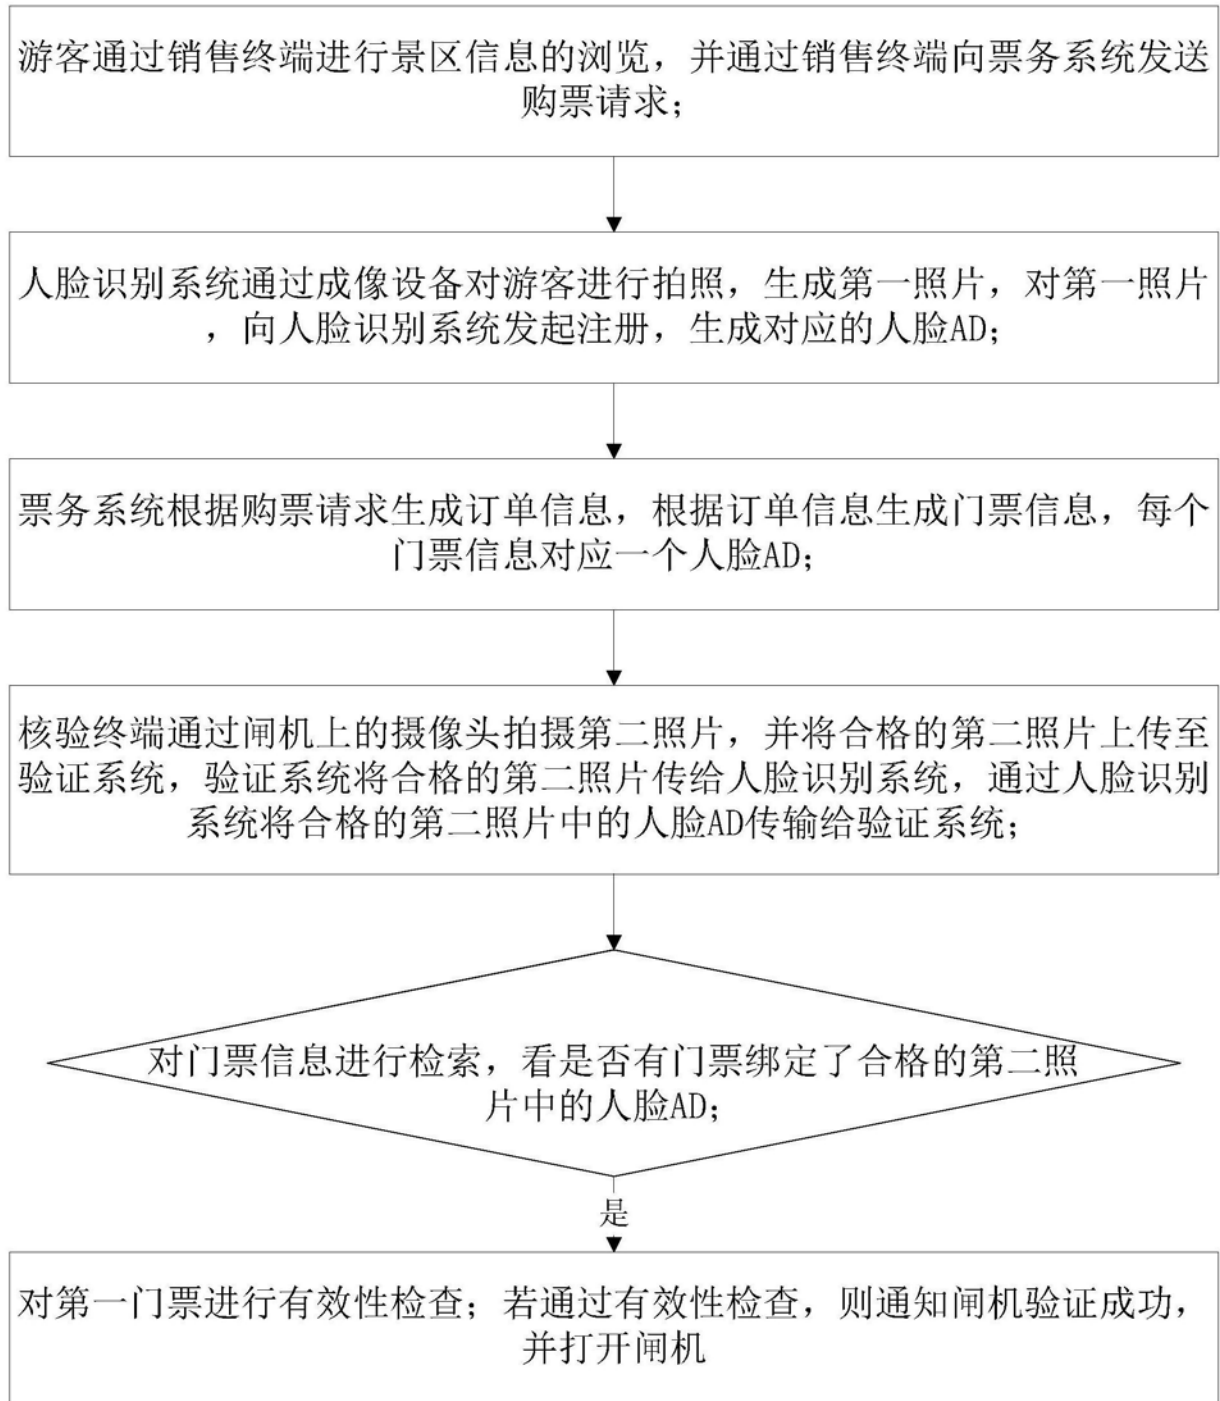 游客通过销售终端进行景区信息的浏览，并通过销售终端向票务系统发送
购票请求；
人脸识别系统通过成像设备对游客进行拍照，生成第一照片，对第一照片
，向人脸识别系统发起注册，生成对应的人脸AD；
票务系统根据购票请求生成订单信息，根据订单信息生成门票信息，每个
门票信息对应一个人脸AD；
核验终端通过闸机上的摄像头拍摄第二照片，并将合格的第二照片上传至
验证系统，验证系统将合格的第二照片传给人脸识别系统，通过人脸识别
系统将合格的第二照片中的人脸AD传输给验证系统；
对门票信息进行检索，看是否有门票绑定了合格的第二照
片中的人脸AD；
是
对第一门票进行有效性检查；若通过有效性检查，则通知闸机验证成功，
并打开闸机